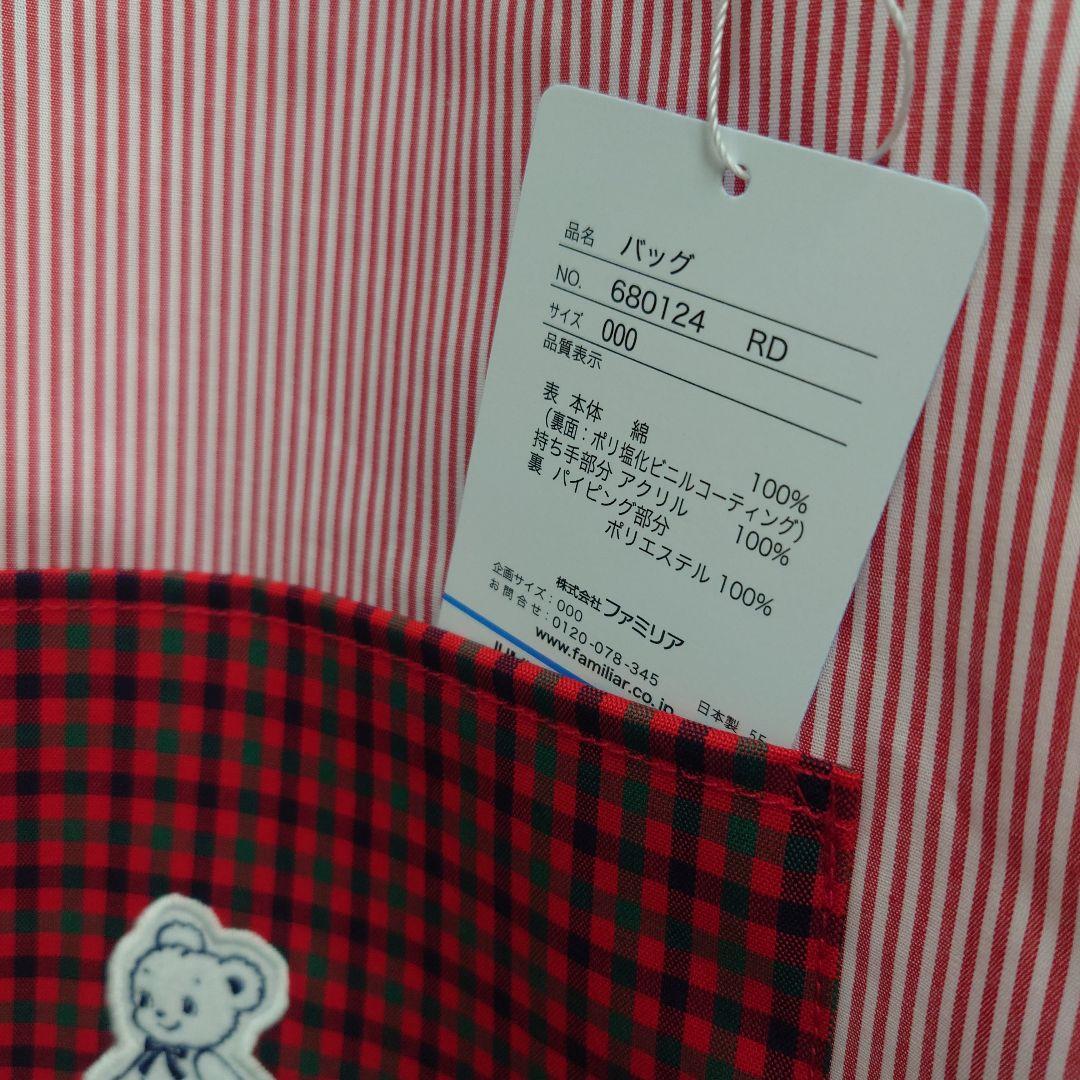 品名 バッグ
NO. 680124 RD
サイズ 000
品質表示
表 本体 綿 100%
(裏面:ポリ塩化ビニルコーティング)
持ち手部分 アクリル 100%
裏 パイピング部分
ポリエステル 100%
株式会社 ファミリア
企画サイズ:000
お問合せ:0120-078-345
www.familiar.co.jp
日本製